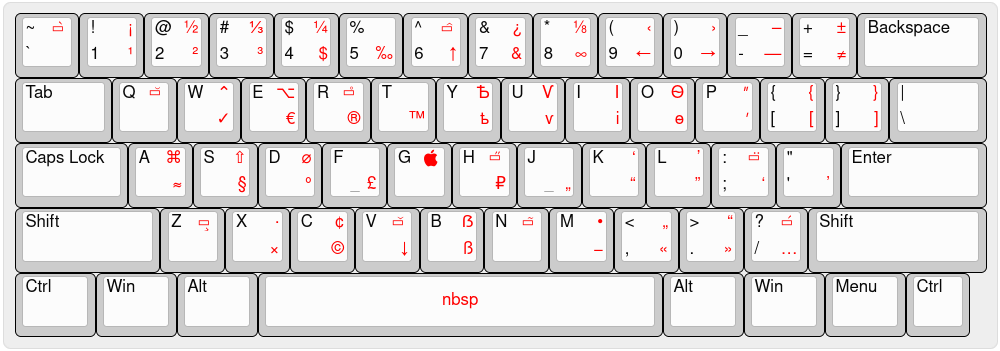 ~ ! ¡ @ ½ # ⅓ $ ¼ % ^ & ¿ * ⅛ ( ‹ ) › _ – + ± Backspace
` 1 ¹ 2 ² 3 ³ 4 $ 5 ‰ 6 ↑ 7 & 8 ∞ 9 ← 0 → - — = ≠
Tab Q W ⌃ E ⌥ R T Y Ѣ U Ѵ I І O Ѳ P ″ { { } } |
✓ € ® ™ ѣ ѵ і ѳ ′ [ [ ] ] \
Caps Lock A ⌘ S ⇧ D ⌀ F G  H J K ‘ L ’ : " Enter
≈ § ° _ £ ₽ _ „ “ ” ; ‘ ' ’
Shift Z X · C ¢ V B ẞ N M • < „ > “ ? Shift
× © ↓ ß − , « . » / …
Ctrl Win Alt nbsp Alt Win Menu Ctrl